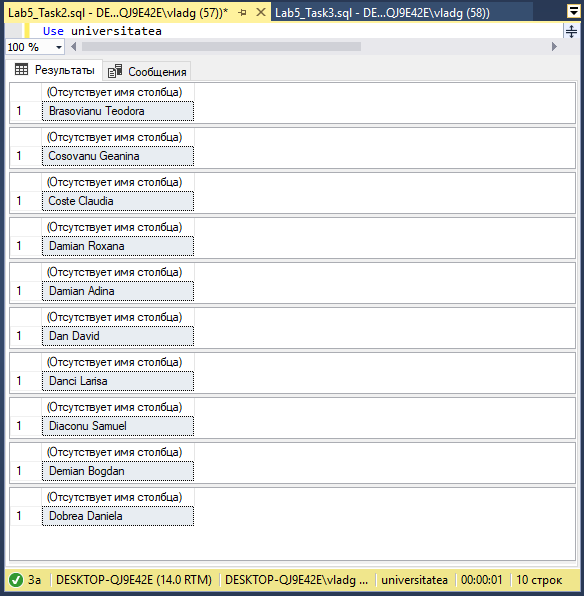 Lab5_Task2.sql - DE...QJ9E42E\vladg (57))* Lab5_Task3.sql - DE...QJ9E42E\vladg (58))
Use universitatea
100 %
Результаты Сообщения
(Отсутствует имя столбца)
1 Brasovianu Teodora
(Отсутствует имя столбца)
1 Cosovanu Geanina
(Отсутствует имя столбца)
1 Coste Claudia
(Отсутствует имя столбца)
1 Damian Roxana
(Отсутствует имя столбца)
1 Damian Adina
(Отсутствует имя столбца)
1 Dan David
(Отсутствует имя столбца)
1 Danci Larisa
(Отсутствует имя столбца)
1 Diaconu Samuel
(Отсутствует имя столбца)
1 Demian Bogdan
(Отсутствует имя столбца)
1 Dobrea Daniela
За DESKTOP-QJ9E42E (14.0 RTM) DESKTOP-QJ9E42E\vladg ... universitatea 00:00:01 10 строк